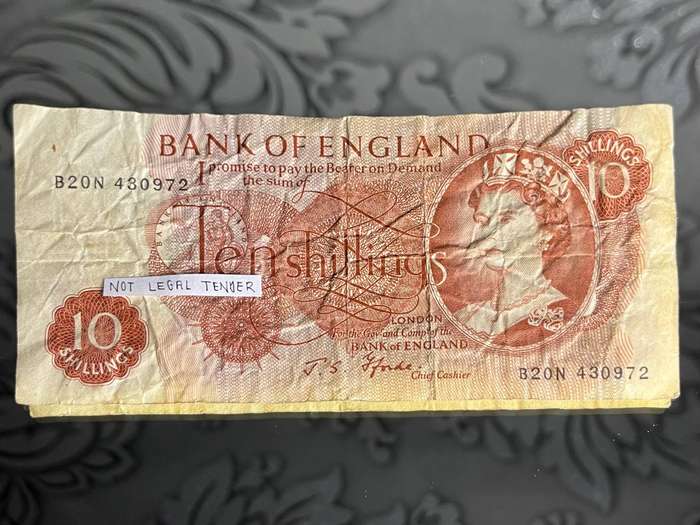 BANK OF ENGLAND
I promise to pay the Bearer on Demand
the sum of
B20N 430972
SHILLINGS
10
Ten shillings
NOT LEGAL TENDER
10
SHILLINGS
LONDON
For the Govr and Compa of the
BANK OF ENGLAND
J. S. Fforde
Chief Cashier
B20N 430972